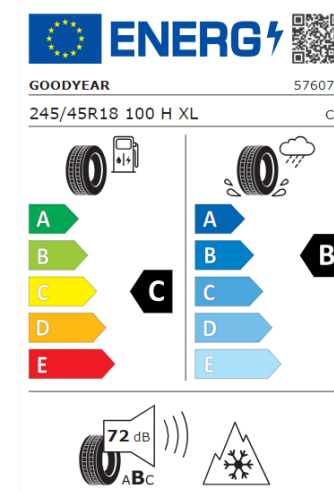 ENERG
GOODYEAR 57607
245/45R18 100 H XL C
A A
B B B
C C C
D D
E E
72 dB
ABC